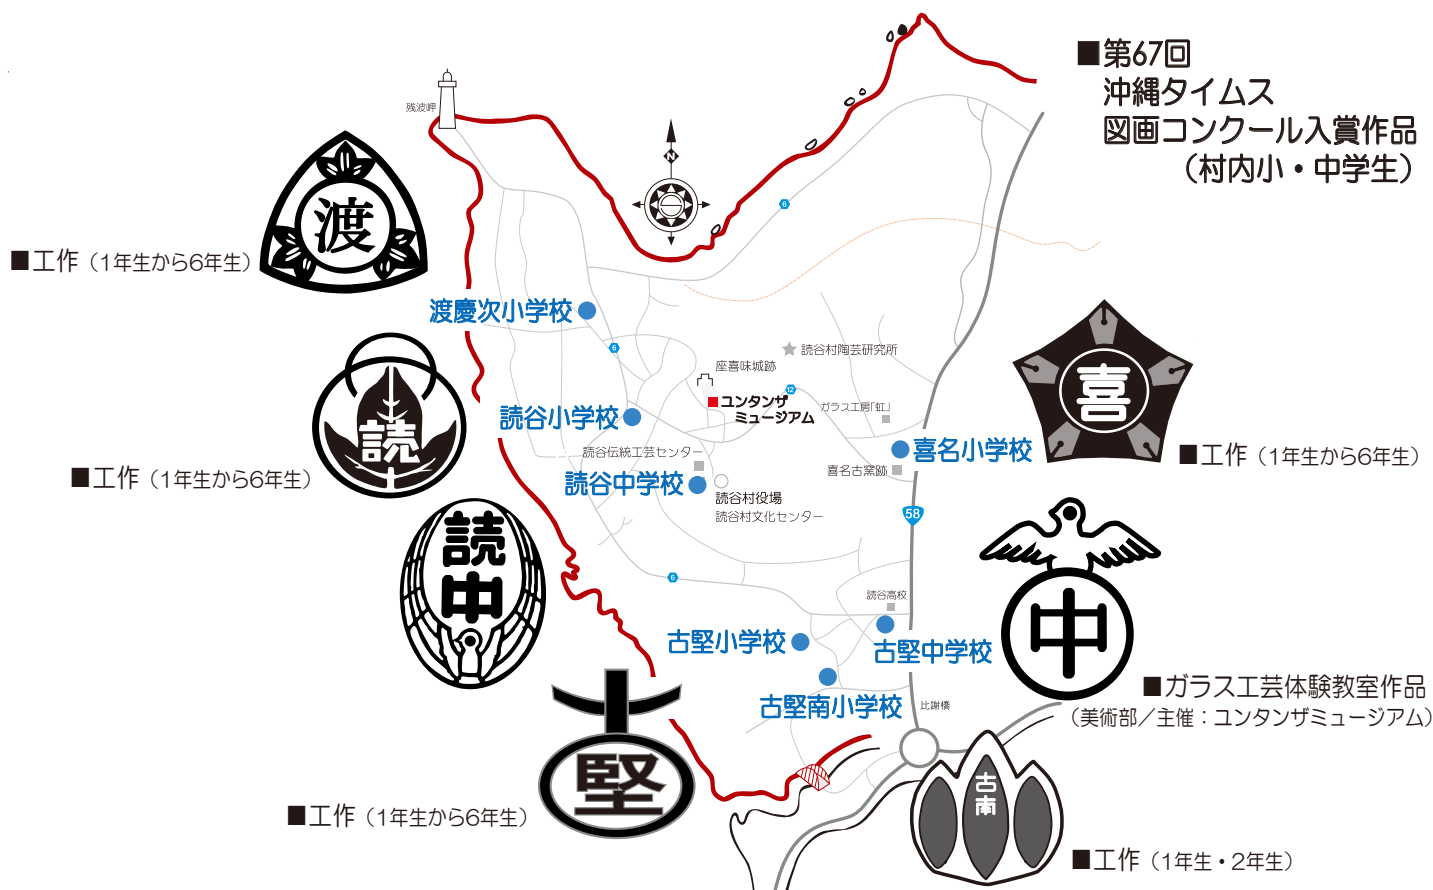 ■第67回
沖縄タイムス
図画コンクール入賞作品
（村内小・中学生）
残波岬
N
渡
■工作（1年生から6年生）
6
渡慶次小学校
6
読谷村陶芸研究所
座喜味城跡
12
ユンタンザ
ミュージアム
ガラス工房「虹」
喜
読
読谷小学校
喜名小学校
■工作（1年生から6年生）
読谷伝統工芸センター
喜名古窯跡
■工作（1年生から6年生）
読谷中学校
読谷村役場
読谷村文化センター
58
読中
6
読谷高校
中
古堅小学校
古堅中学校
古堅南小学校
比謝橋
■ガラス工芸体験教室作品
（美術部／主催：ユンタンザミュージアム）
堅
古南
■工作（1年生から6年生）
■工作（1年生・2年生）